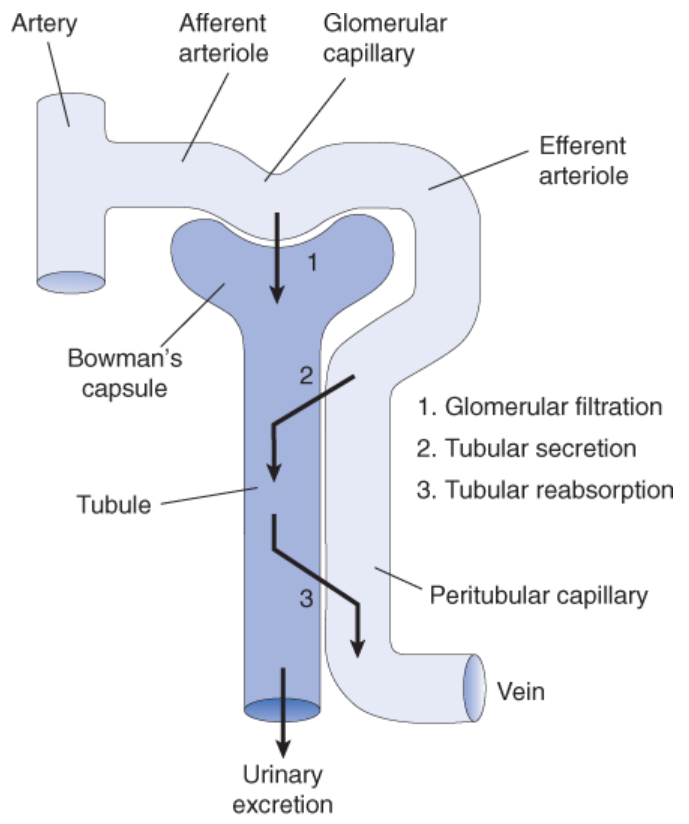 Artery
Afferent
arteriole
Glomerular
capillary
Efferent
arteriole
1
Bowman's
capsule
2
1. Glomerular filtration
2. Tubular secretion
3. Tubular reabsorption
Tubule
3
Peritubular capillary
Vein
Urinary
excretion